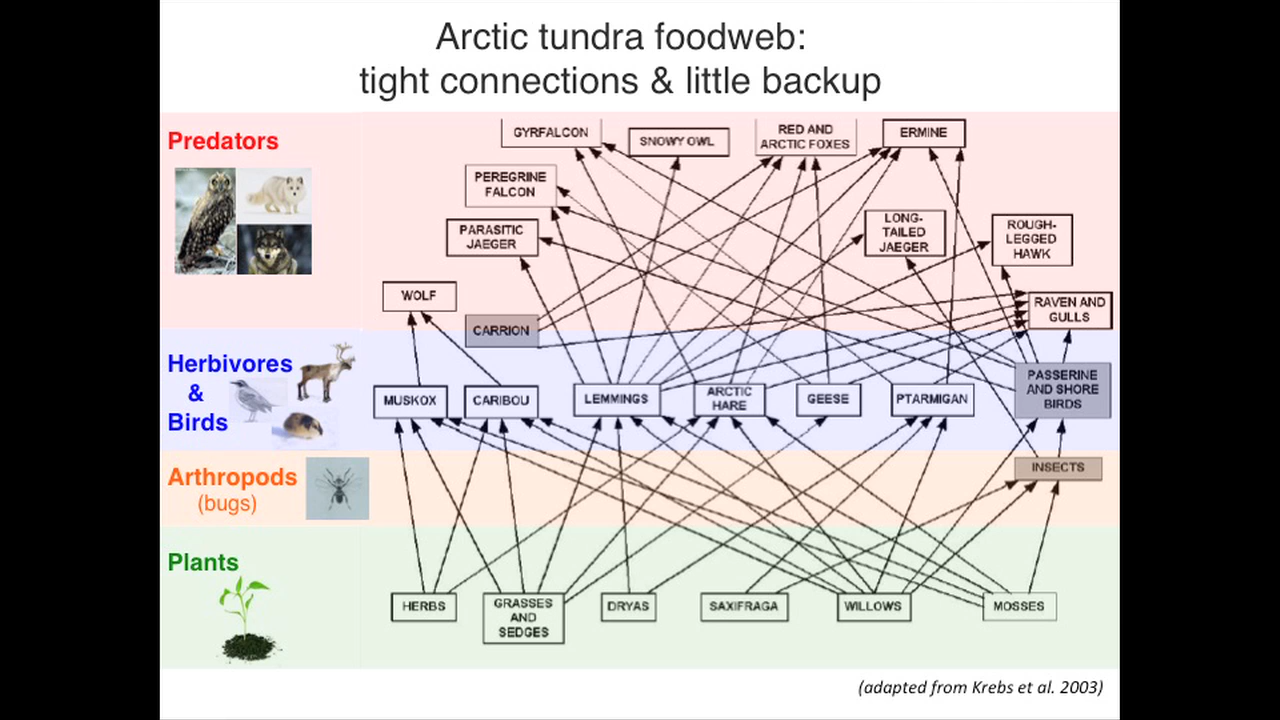 Arctic tundra foodweb:
tight connections & little backup
Predators
GYRFALCON
SNOWY OWL
RED AND
ARCTIC FOXES
ERMINE
PEREGRINE
FALCON
PARASITIC
JAEGER
LONG-
TAILED
JAEGER
ROUGH-
LEGGED
HAWK
WOLF
CARRION
RAVEN AND
GULLS
Herbivores
&
Birds
MUSKOX
CARIBOU
LEMMINGS
ARCTIC
HARE
GEESE
PTARMIGAN
PASSERINE
AND SHORE
BIRDS
Arthropods
(bugs)
INSECTS
Plants
HERBS
GRASSES
AND
SEDGES
DRYAS
SAXIFRAGA
WILLOWS
MOSSES
(adapted from Krebs et al. 2003)